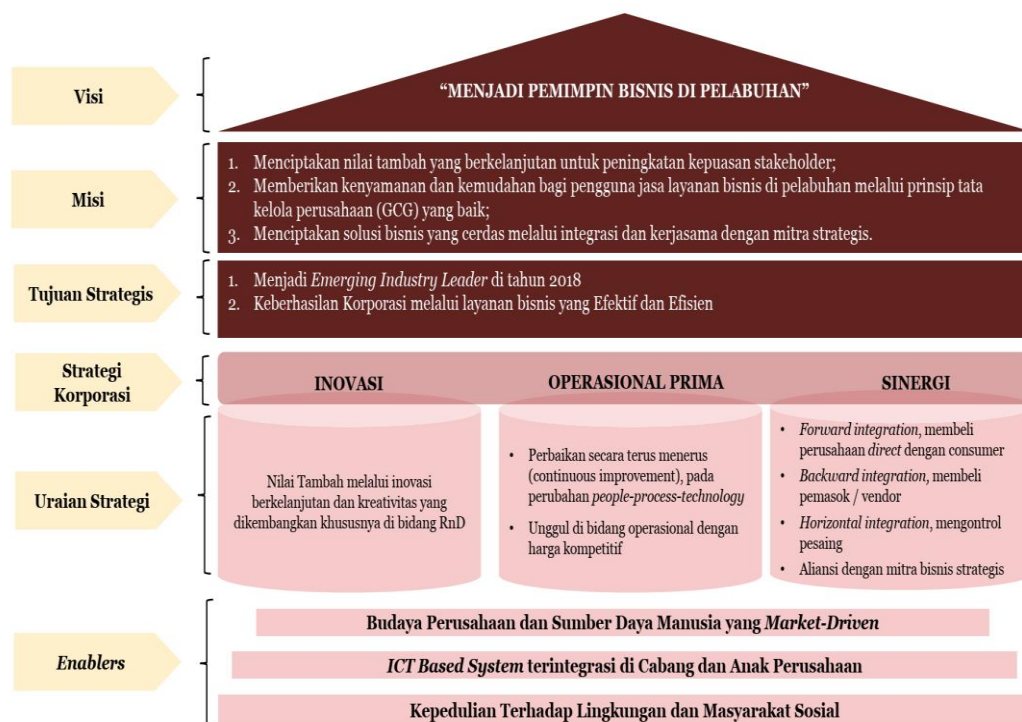 Visi
“MENJADI PEMIMPIN BISNIS DI PELABUHAN”
Misi
1. Menciptakan nilai tambah yang berkelanjutan untuk peningkatan kepuasan stakeholder;
2. Memberikan kenyamanan dan kemudahan bagi pengguna jasa layanan bisnis di pelabuhan melalui prinsip tata
kelola perusahaan (GCG) yang baik;
3. Menciptakan solusi bisnis yang cerdas melalui integrasi dan kerjasama dengan mitra strategis.
Tujuan Strategis
1. Menjadi Emerging Industry Leader di tahun 2018
2. Keberhasilan Korporasi melalui layanan bisnis yang Efektif dan Efisien
Strategi
Korporasi
INOVASI
OPERASIONAL PRIMA
SINERGI
Uraian Strategi
Nilai Tambah melalui inovasi
berkelanjutan dan kreativitas yang
dikembangkan khususnya di bidang RnD
• Perbaikan secara terus menerus
(continuous improvement), pada
perubahan people-process-technology
• Unggul di bidang operasional dengan
harga kompetitif
• Forward integration, membeli
perusahaan direct dengan consumer
• Backward integration, membeli
pemasok / vendor
• Horizontal integration, mengontrol
pesaing
• Aliansi dengan mitra bisnis strategis
Enablers
Budaya Perusahaan dan Sumber Daya Manusia yang Market-Driven
ICT Based System terintegrasi di Cabang dan Anak Perusahaan
Kepedulian Terhadap Lingkungan dan Masyarakat Sosial